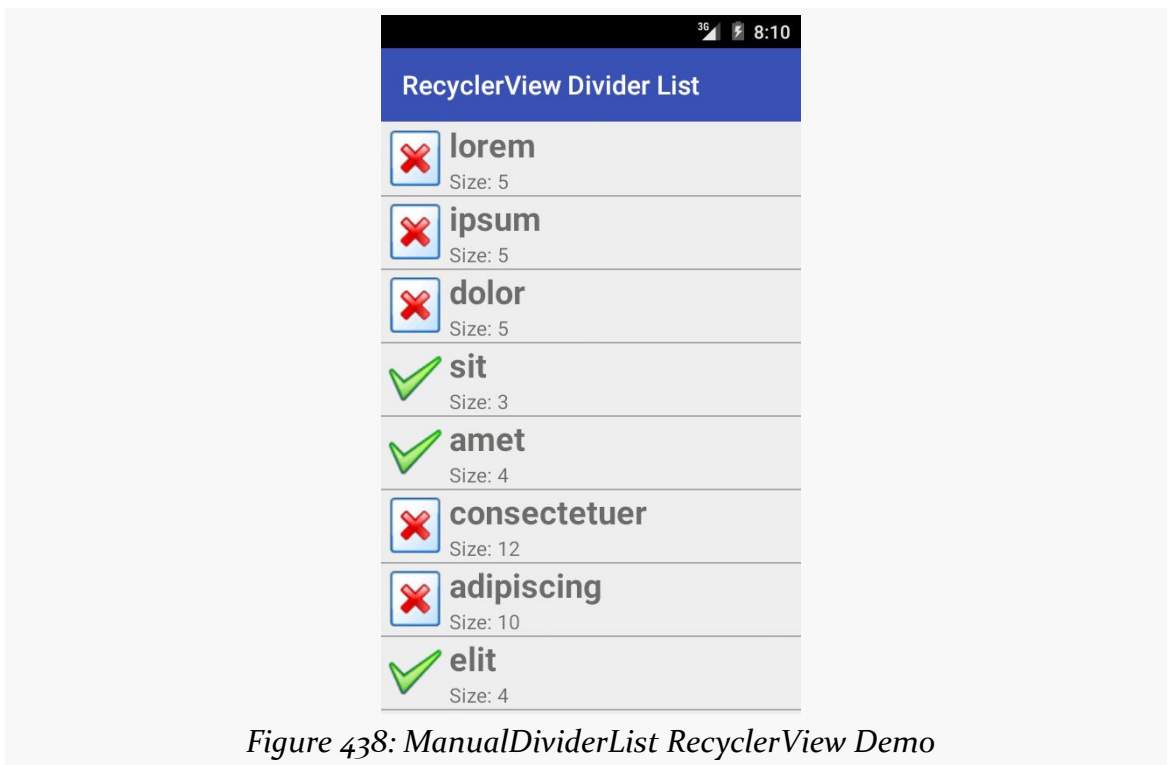 3G 8:10
RecyclerView Divider List
lorem
Size: 5
ipsum
Size: 5
dolor
Size: 5
sit
Size: 3
amet
Size: 4
consectetuer
Size: 12
adipiscing
Size: 10
elit
Size: 4
Figure 438: ManualDividerList RecyclerView Demo